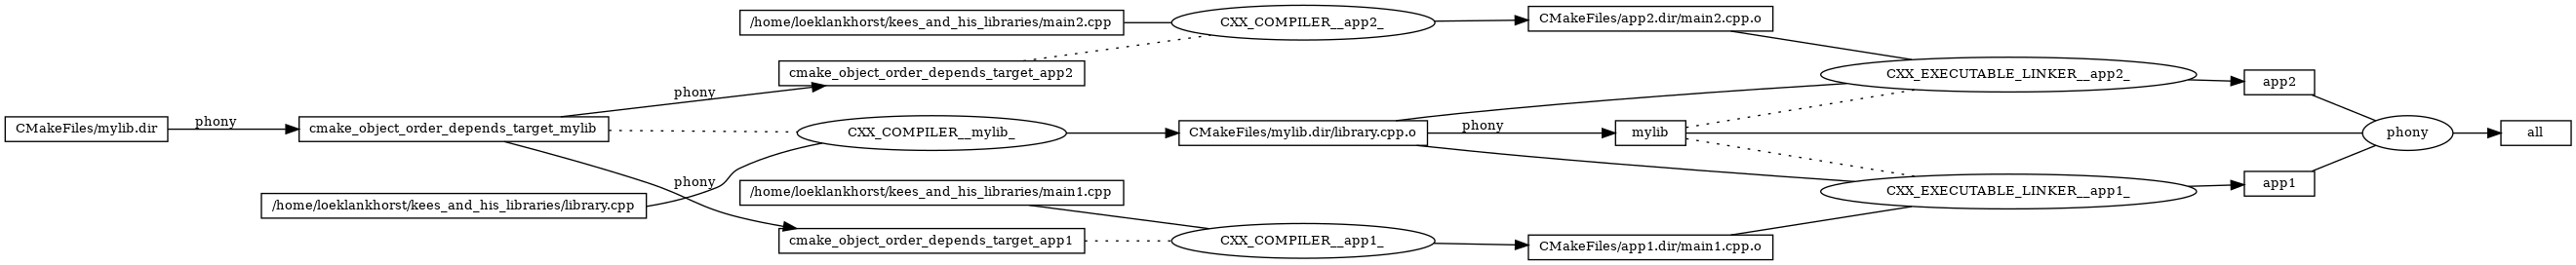 /home/loeklankhorst/kees_and_his_libraries/main2.cpp
CXX_COMPILER__app2_
CMakeFiles/app2.dir/main2.cpp.o
cmake_object_order_depends_target_app2
CXX_EXECUTABLE_LINKER__app2_
app2
phony
CMakeFiles/mylib.dir
phony
cmake_object_order_depends_target_mylib
CXX_COMPILER__mylib_
CMakeFiles/mylib.dir/library.cpp.o
phony
mylib
phony
all
phony
/home/loeklankhorst/kees_and_his_libraries/library.cpp
/home/loeklankhorst/kees_and_his_libraries/main1.cpp
CXX_EXECUTABLE_LINKER__app1_
app1
cmake_object_order_depends_target_app1
CXX_COMPILER__app1_
CMakeFiles/app1.dir/main1.cpp.o